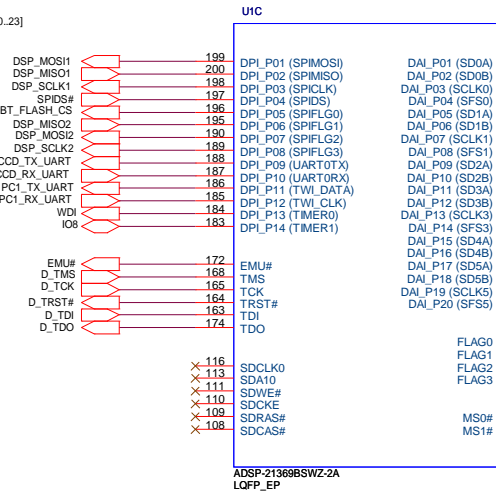 U1C
0..23]
DSP_MOSI1 199 DPI_P01 (SPIMOSI) DAI_P01 (SD0A)
DSP_MISO1 200 DPI_P02 (SPIMISO) DAI_P02 (SD0B)
DSP_SCLK1 198 DPI_P03 (SPICLK) DAI_P03 (SCLK0)
SPIDS# 197 DPI_P04 (SPIDS) DAI_P04 (SFS0)
BT_FLASH_CS 196 DPI_P05 (SPIFLG0) DAI_P05 (SD1A)
DSP_MISO2 195 DPI_P06 (SPIFLG1) DAI_P06 (SD1B)
DSP_MOSI2 190 DPI_P07 (SPIFLG2) DAI_P07 (SCLK1)
DSP_SCLK2 189 DPI_P08 (SPIFLG3) DAI_P08 (SFS1)
CCD_TX_UART 188 DPI_P09 (UART0TX) DAI_P09 (SD2A)
CCD_RX_UART 187 DPI_P10 (UART0RX) DAI_P10 (SD2B)
PC1_TX_UART 186 DPI_P11 (TWI_DATA) DAI_P11 (SD3A)
PC1_RX_UART 185 DPI_P12 (TWI_CLK) DAI_P12 (SD3B)
WDI 184 DPI_P13 (TIMER0) DAI_P13 (SCLK3)
IO8 183 DPI_P14 (TIMER1) DAI_P14 (SFS3)
DAI_P15 (SD4A)
DAI_P16 (SD4B)
EMU# 172 EMU# DAI_P17 (SD5A)
D_TMS 168 TMS DAI_P18 (SD5B)
D_TCK 165 TCK DAI_P19 (SCLK5)
D_TRST# 164 TRST# DAI_P20 (SFS5)
D_TDI 163 TDI
D_TDO 174 TDO
FLAG0
FLAG1
116 SDCLK0 FLAG2
113 SDA10 FLAG3
111 SDWE#
110 SDCKE
109 SDRAS# MS0#
108 SDCAS# MS1#
ADSP-21369BSWZ-2A
LQFP_EP